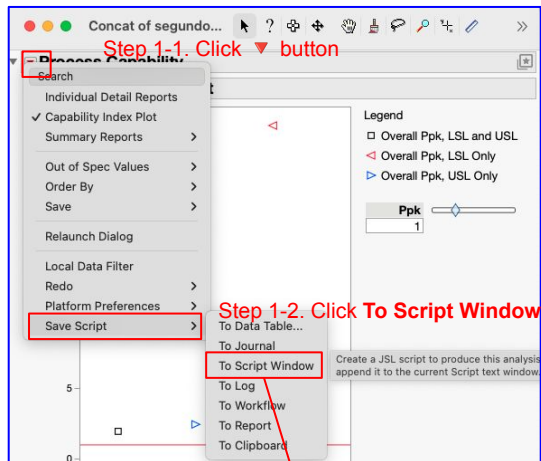 Concat of segundo...
Step 1-1. Click ▼ button
Process Capability
Search
Individual Detail Reports
✓ Capability Index Plot
Summary Reports >
Out of Spec Values >
Order By >
Save >
Relaunch Dialog
Local Data Filter
Redo >
Platform Preferences >
Save Script >
Legend
Overall Ppk, LSL and USL
Overall Ppk, LSL Only
Overall Ppk, USL Only
Ppk
1
Step 1-2. Click To Script Window
To Data Table...
To Journal
To Script Window
To Log
To Workflow
To Report
To Clipboard
Create a JSL script to produce this analysis
append it to the current Script text window.
5
0